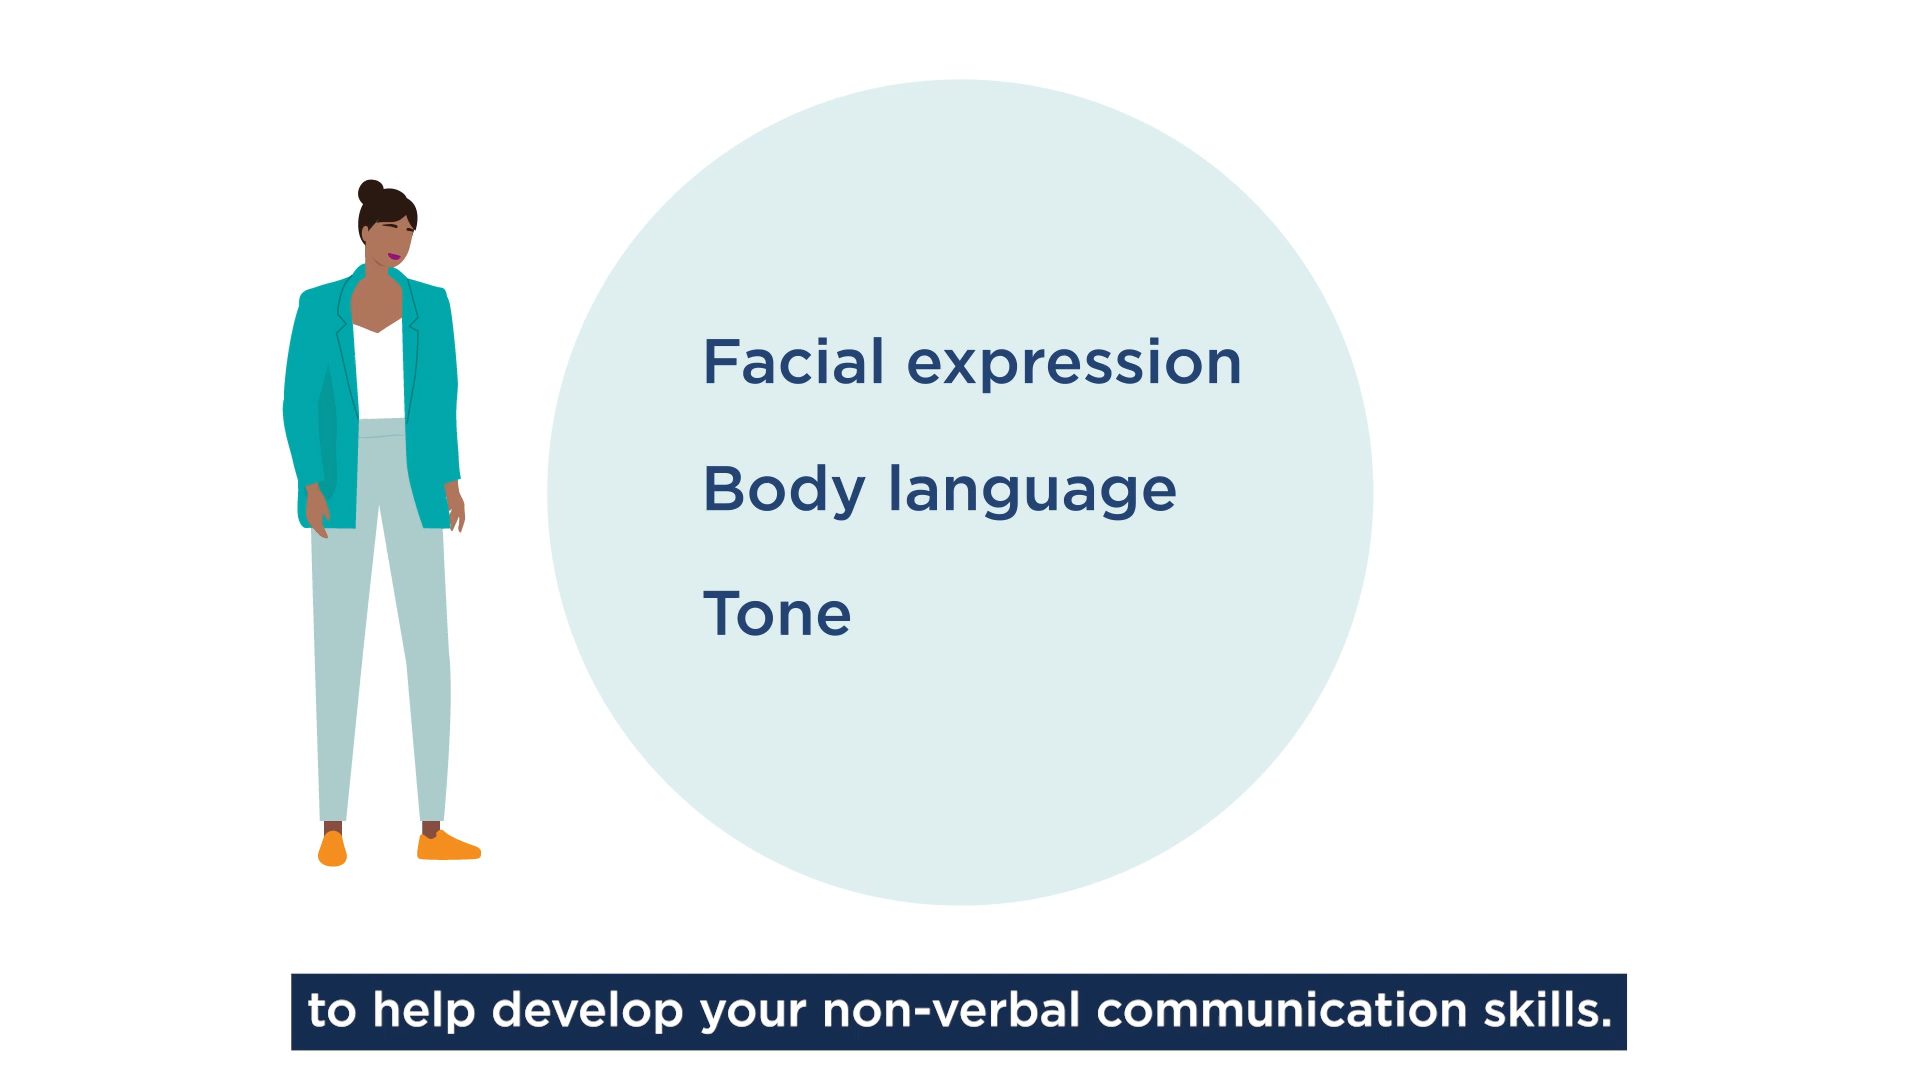 Facial expression
Body language
Tone
to help develop your non-verbal communication skills.